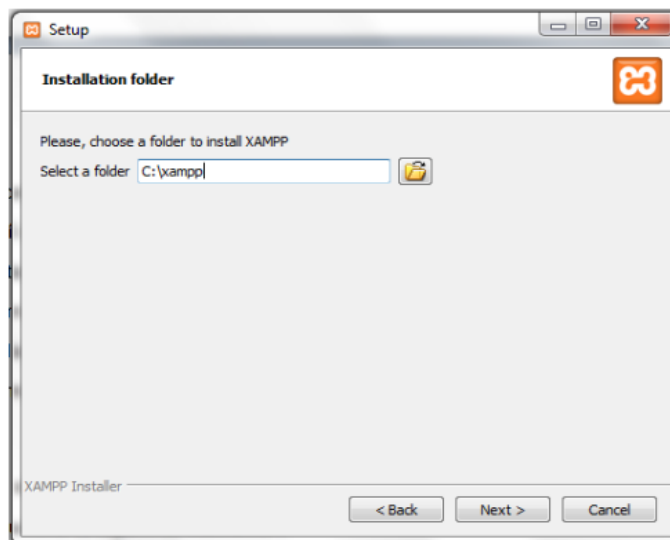 Setup
Installation folder
Please, choose a folder to install XAMPP
Select a folder C:\xampp
XAMPP Installer
< Back Next > Cancel